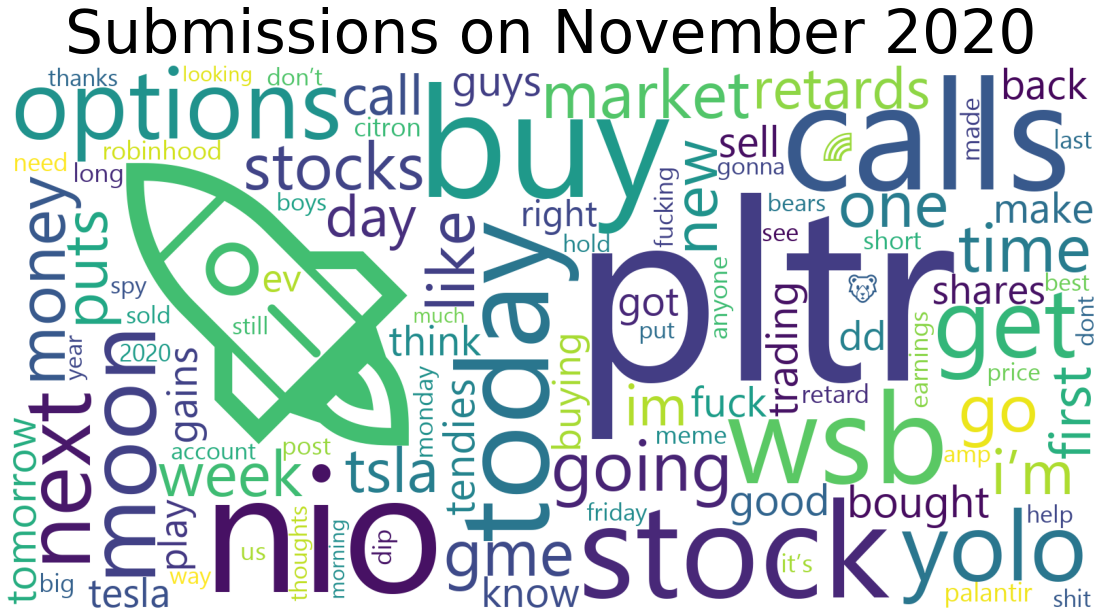 Submissions on November 2020
thanks
looking
don't
guys
market
retards
back
options
call
citron
buy
sell
gonna
calls
made
last
need
robinhood
long
stocks
boys
day
right
hold
fucking
new
bears
see
one
short
make
time
money
puts
spy
sold
2020
year
ev
still
like
much
think
today
got
put
anyone
pltr
trading
dd
shares
best
get
dont
earnings
price
first
next
moon
gains
tomorrow
account
post
week
monday
tendies
buying
im
fuck
meme
retard
wsb
go
amp
i'm
tsla
going
good
bought
help
play
nio
us
way
thoughts
morning
dip
gme
know
friday
stock
it's
yolo
palantir
shit
big
tesla